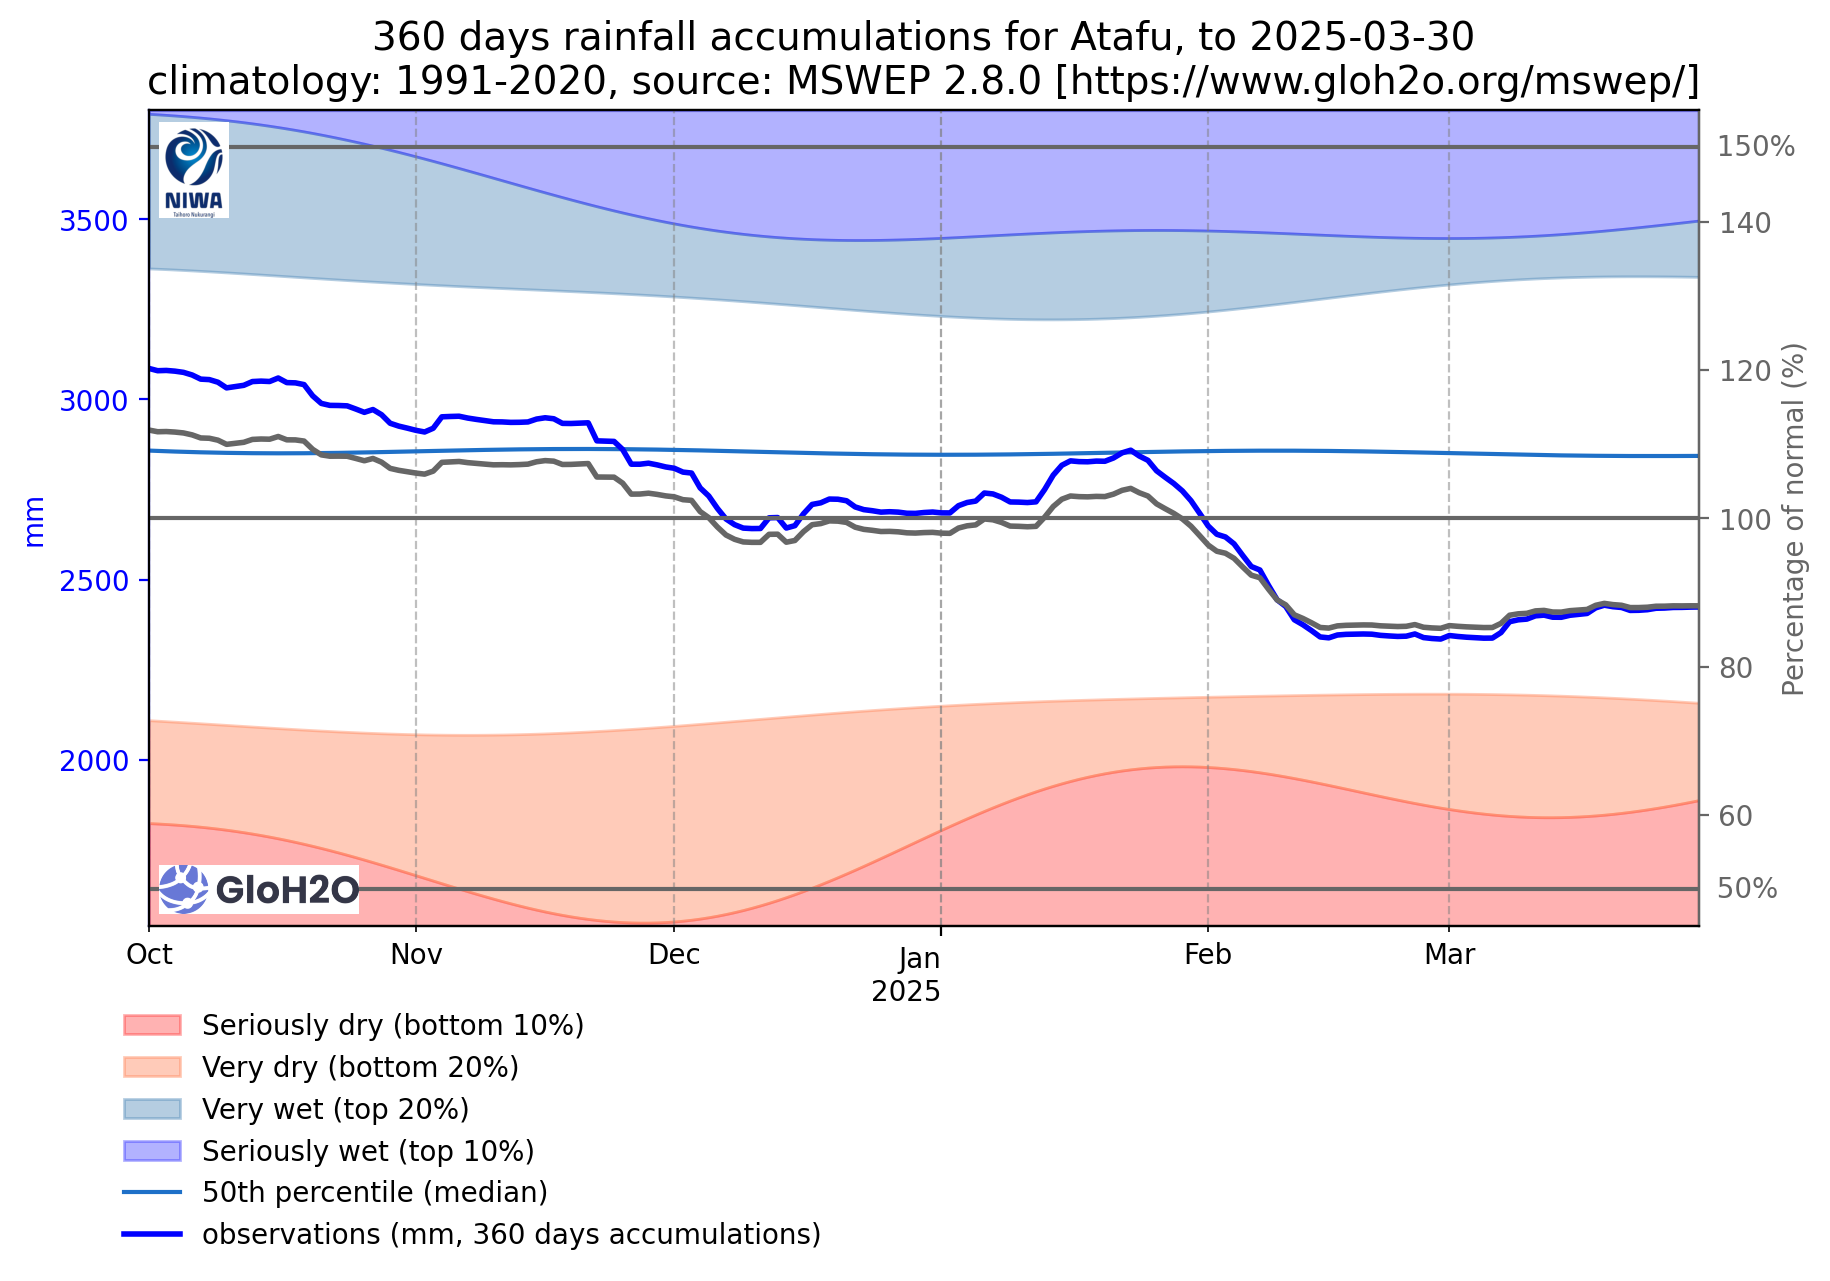 360 days rainfall accumulations for Atafu, to 2025-03-30
climatology: 1991-2020, source: MSWEP 2.8.0 [https://www.gloh2o.org/mswep/]
NIWA
Taihoro Nukurangi
mm
3500
3000
2500
2000
150%
140
120
100
80
60
50%
Percentage of normal (%)
GloH2O
Oct
Nov
Dec
Jan
2025
Feb
Mar
Seriously dry (bottom 10%)
Very dry (bottom 20%)
Very wet (top 20%)
Seriously wet (top 10%)
50th percentile (median)
observations (mm, 360 days accumulations)